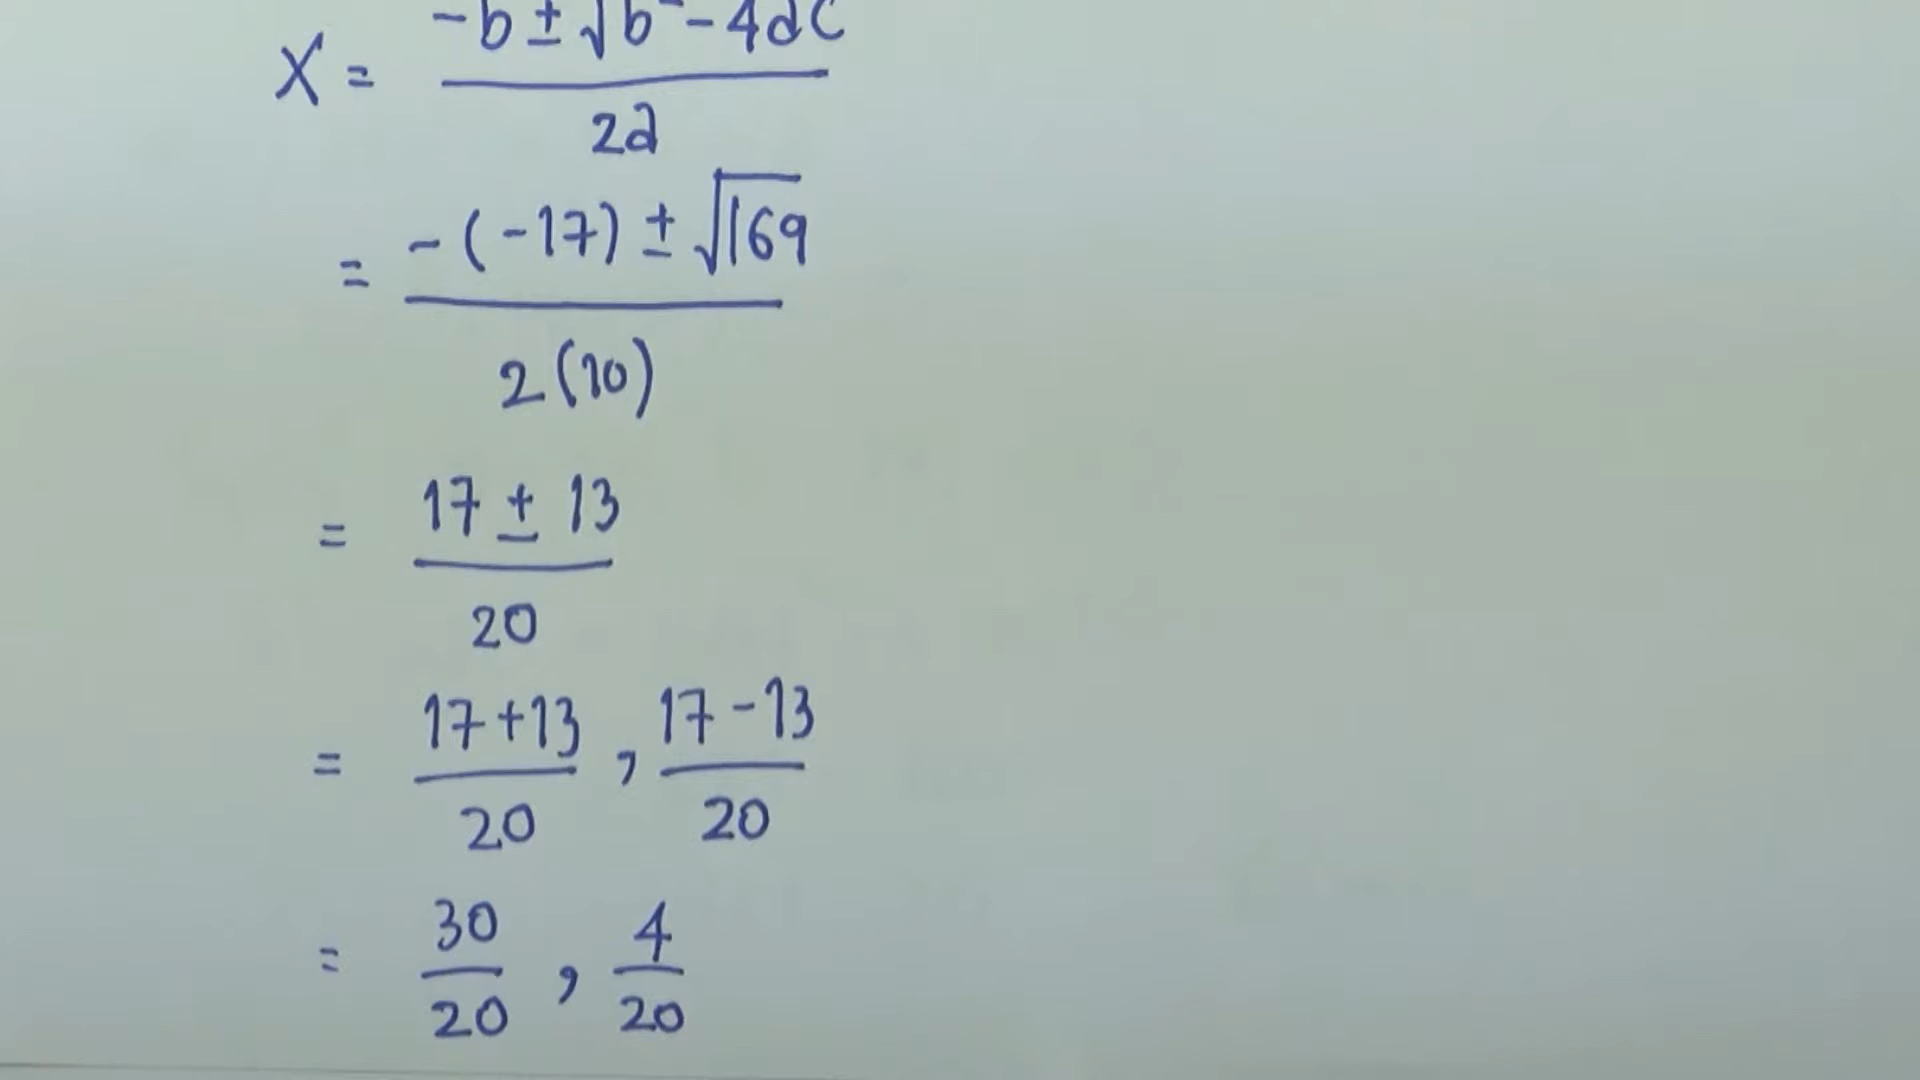 X = -b ± √b² - 4ac / 2a
= -(-17) ± √169 / 2(10)
= 17 ± 13 / 20
= 17+13 / 20 , 17-13 / 20
= 30 / 20 , 4 / 20